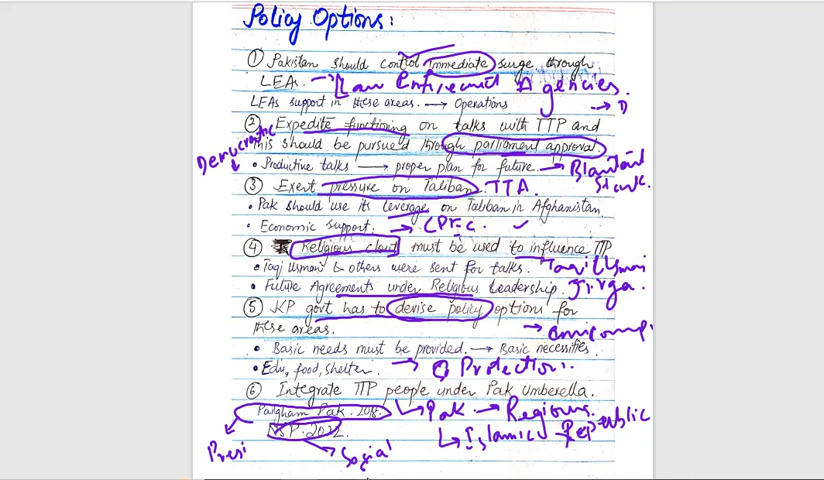 Policy Options:
① Pakistan should control immediate surge through
LEAs. → Law Enforcement Agencies.
LEAs support in these areas. → Operations → D
② Expedite functioning on talks with TTP and
this should be pursued through parliament approval.
Democratic
• Productive talks → proper plan for future. →
③ Exert pressure on Taliban. TTA.
• Pak should use its leverage on Taliban in Afghanistan.
• Economic support. → CPEC ✓
④ Religious clout must be used to influence TTP
• Taqi Usmani & others were sent for talks. Taqi Usmani
• Future Agreements under Religious Leadership. Jirga.
⑤ KP govt has to devise policy options for
these areas. →
• Basic needs must be provided. → Basic necessities
• Edu, food, shelter. → Protection.
⑥ Integrate TTP people under Pak Umberella.
Paigham Pak. 2018. → Pak → Regions.
NSP. 2022. → Islamic Republic
Presi Social